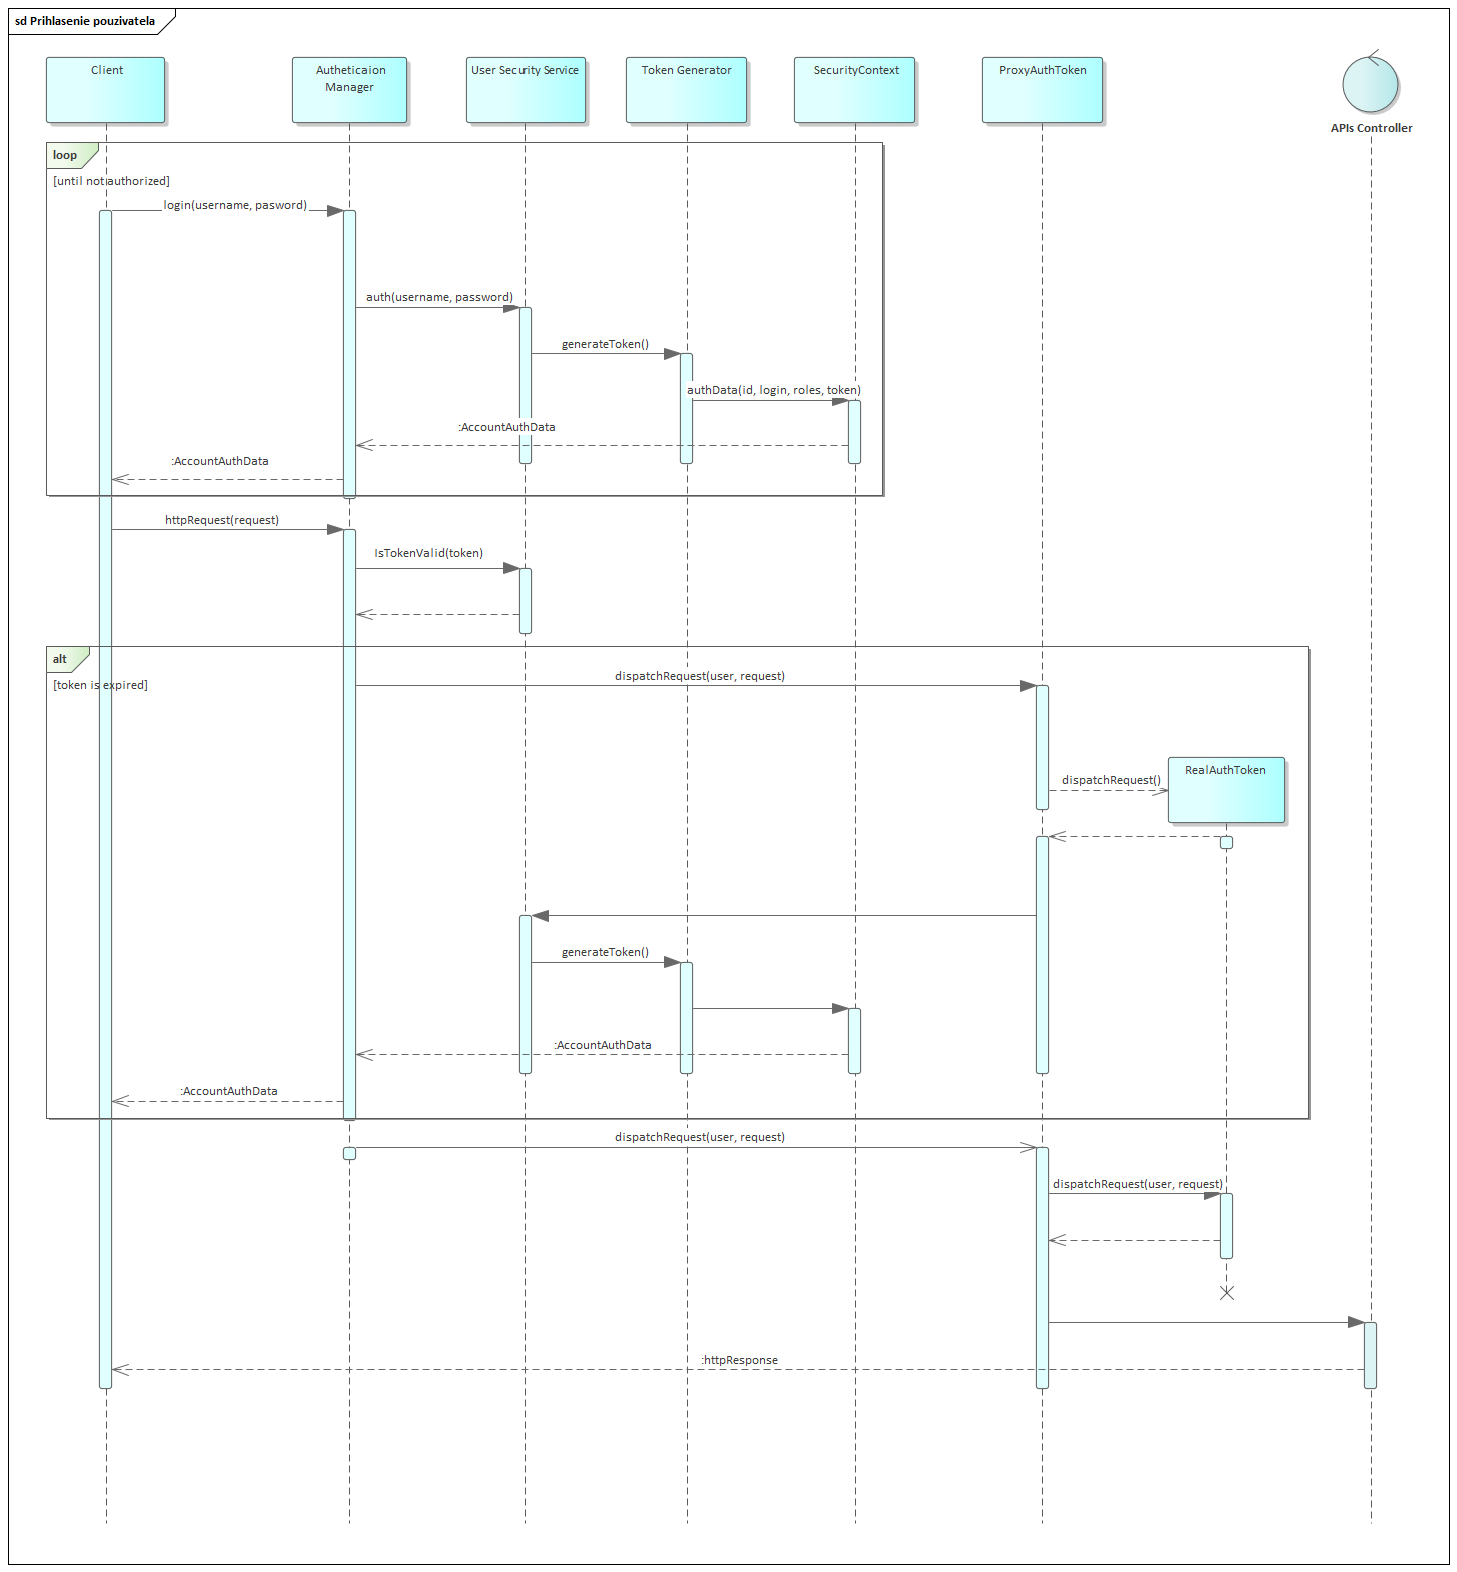 sd Prihlasenie pouzivatela
Client
Autheticaion
Manager
User Security Service
Token Generator
SecurityContext
ProxyAuthToken
APIs Controller
loop
[until not authorized]
login(username, pasword)
auth(username, password)
generateToken()
authData(id, login, roles, token)
:AccountAuthData
:AccountAuthData
httpRequest(request)
IsTokenValid(token)
alt
[token is expired]
dispatchRequest(user, request)
RealAuthToken
dispatchRequest()
generateToken()
:AccountAuthData
:AccountAuthData
dispatchRequest(user, request)
dispatchRequest(user, request)
:httpResponse